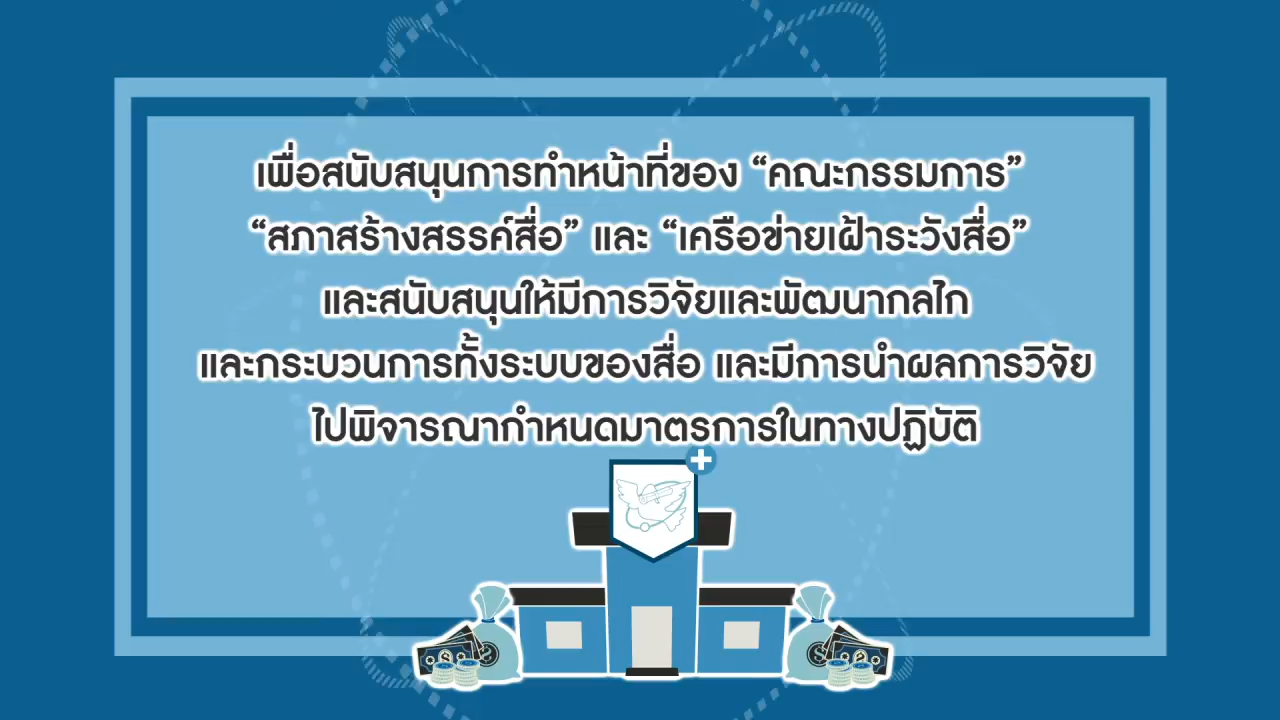 เพื่อสนับสนุนการทำหน้าที่ของ “คณะกรรมการ”
“สภาสร้างสรรค์สื่อ” และ “เครือข่ายเฝ้าระวังสื่อ”
และสนับสนุนให้มีการวิจัยและพัฒนากลไก
และกระบวนการทั้งระบบของสื่อ และมีการนำผลการวิจัย
ไปพิจารณากำหนดมาตรการในทางปฏิบัติ